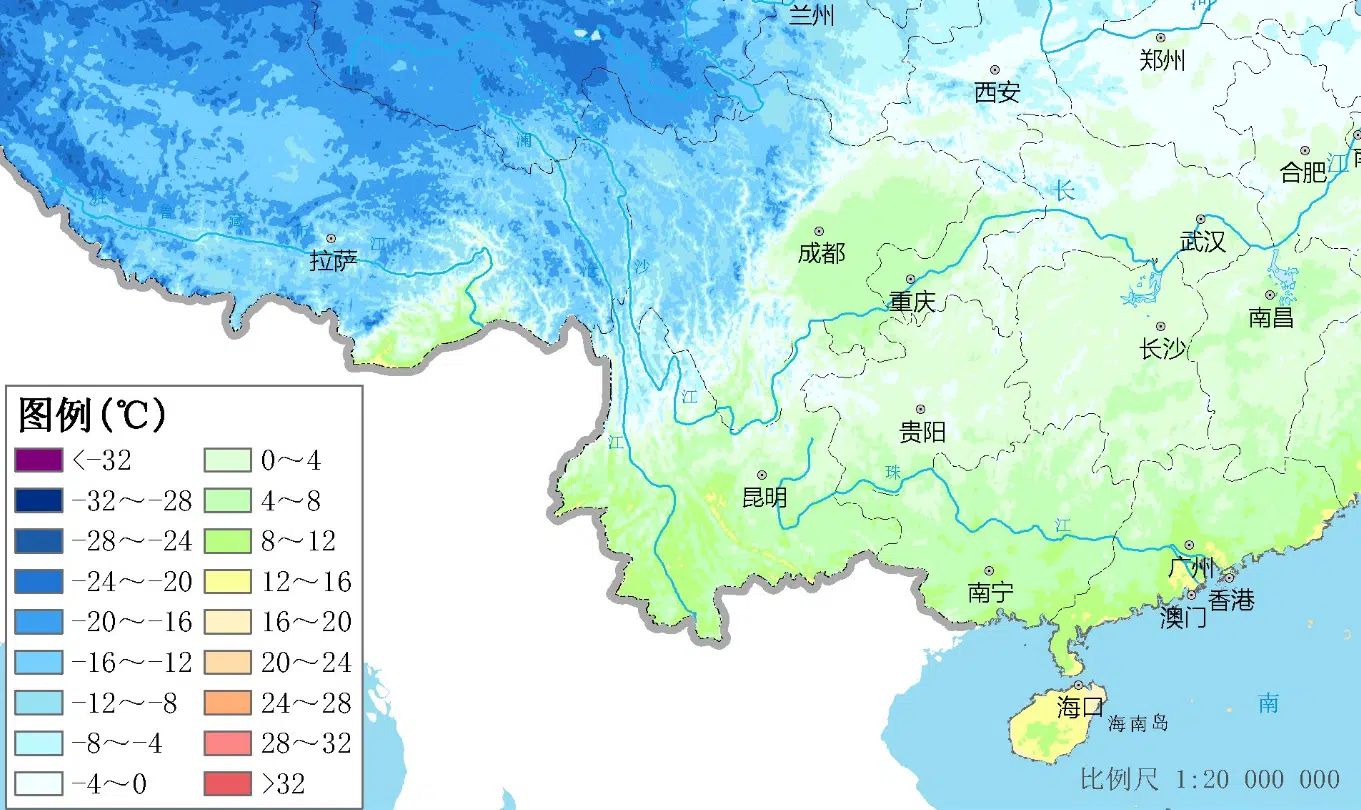 兰州
河
郑州
西安
黄
合肥
江
南
澜
金
长
雅
鲁
藏
布
江
拉萨
成都
武汉
沧
沙
重庆
南昌
长沙
江
贵阳
江
昆明
珠
江
广州
香港
澳门
南宁
海口
海南岛
南
图例(℃)
<-32
-32～-28
-28～-24
-24～-20
-20～-16
-16～-12
-12～-8
-8～-4
-4～0
0～4
4～8
8～12
12～16
16～20
20～24
24～28
28～32
>32
比例尺 1:20 000 000